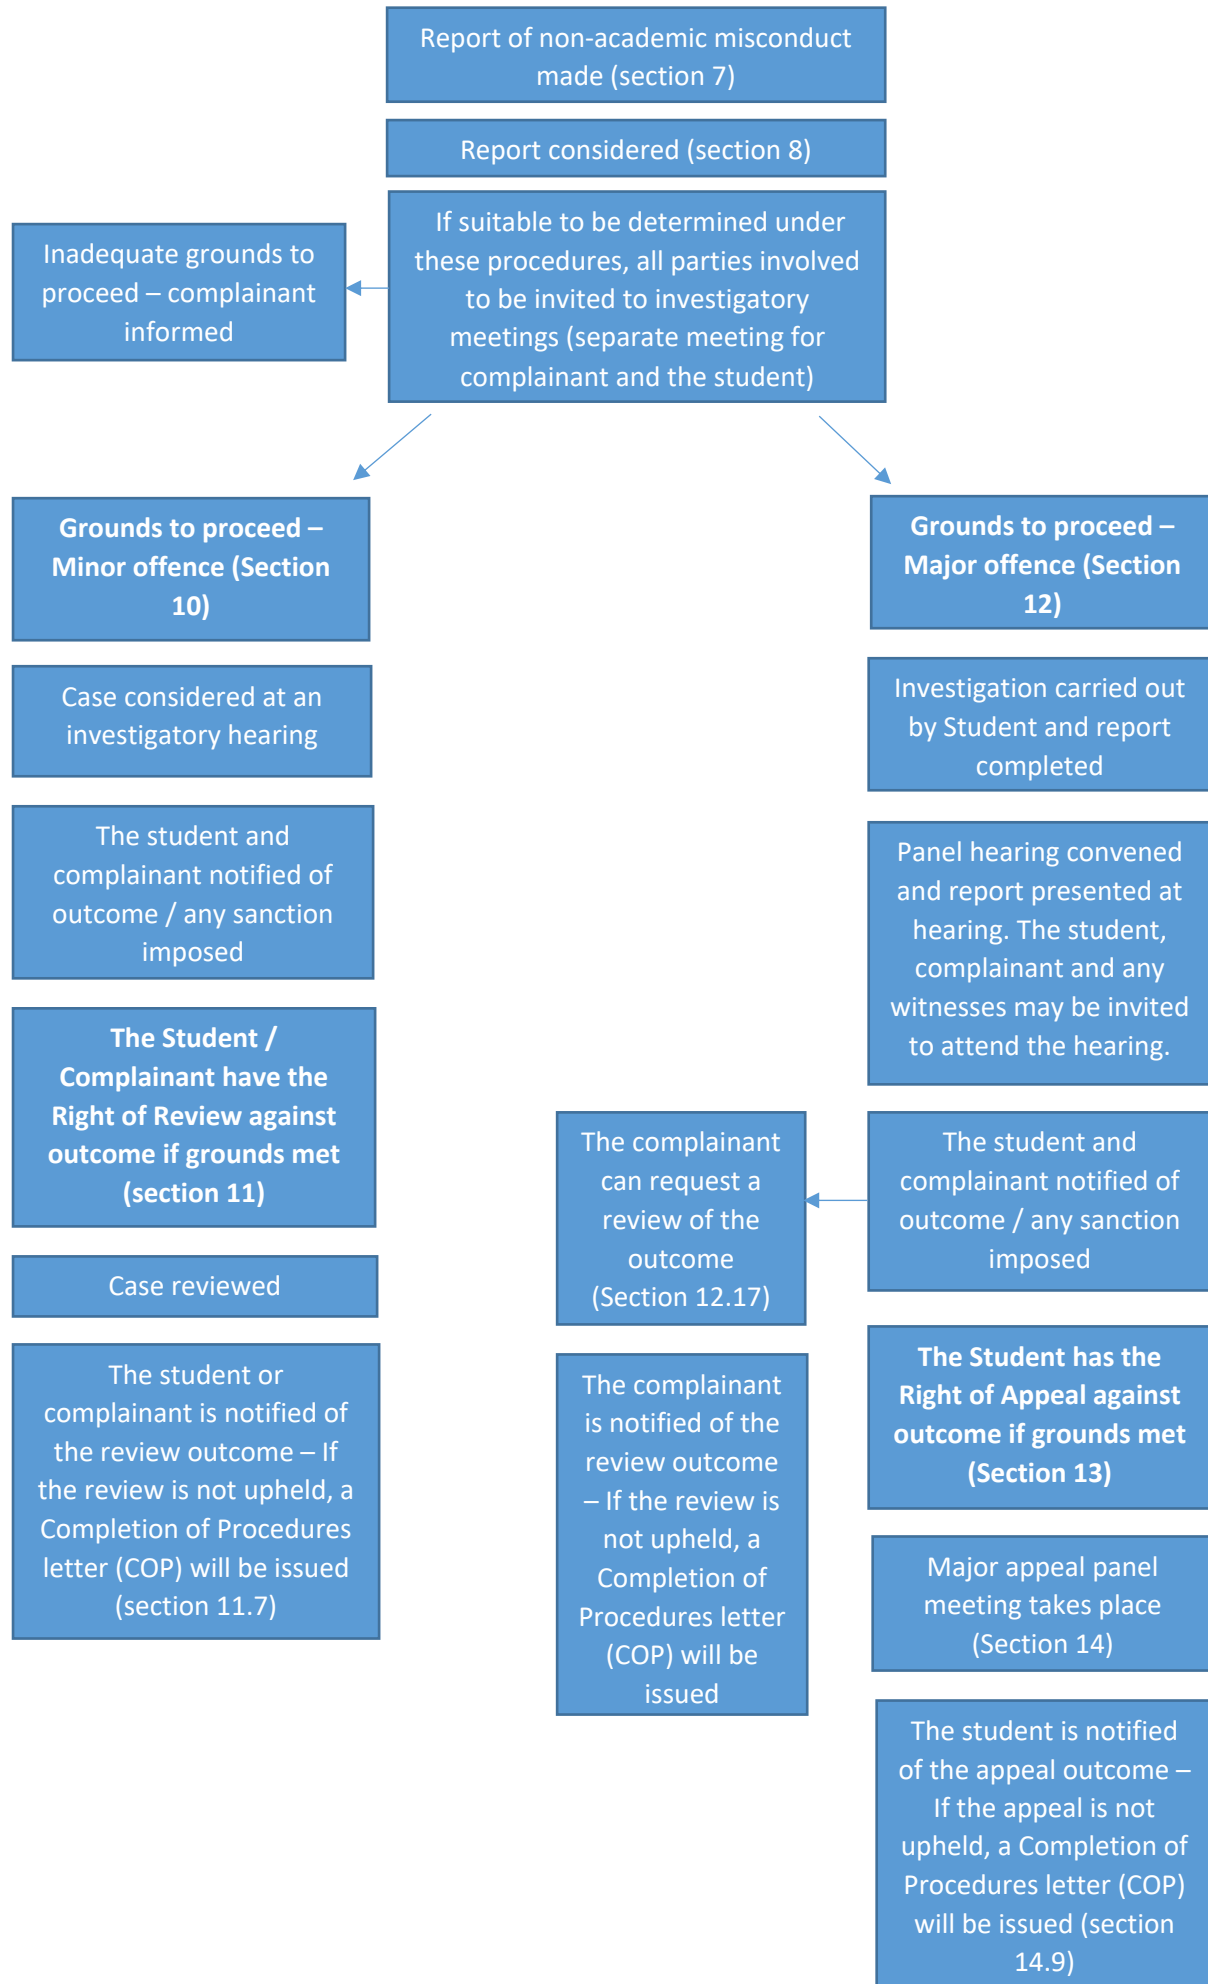 Report of non-academic misconduct
made (section 7)
Report considered (section 8)
If suitable to be determined under
these procedures, all parties involved
to be invited to investigatory
meetings (separate meeting for
complainant and the student)
Inadequate grounds to
proceed – complainant
informed
Grounds to proceed –
Minor offence (Section
10)
Case considered at an
investigatory hearing
The student and
complainant notified of
outcome / any sanction
imposed
The Student /
Complainant have the
Right of Review against
outcome if grounds met
(section 11)
Case reviewed
The student or
complainant is notified of
the review outcome – If
the review is not upheld, a
Completion of Procedures
letter (COP) will be issued
(section 11.7)
Grounds to proceed –
Major offence (Section
12)
Investigation carried out
by Student and report
completed
Panel hearing convened
and report presented at
hearing. The student,
complainant and any
witnesses may be invited
to attend the hearing.
The student and
complainant notified of
outcome / any sanction
imposed
The complainant
can request a
review of the
outcome
(Section 12.17)
The complainant
is notified of the
review outcome
– If the review is
not upheld, a
Completion of
Procedures letter
(COP) will be
issued
The Student has the
Right of Appeal against
outcome if grounds met
(Section 13)
Major appeal panel
meeting takes place
(Section 14)
The student is notified
of the appeal outcome –
If the appeal is not
upheld, a Completion of
Procedures letter (COP)
will be issued (section
14.9)